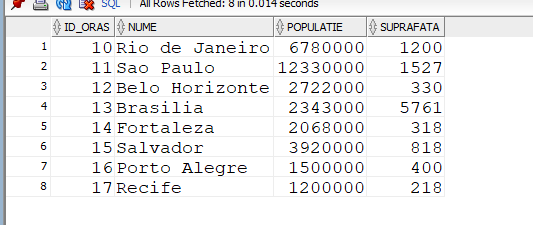 SQL | All Rows Fetched: 8 in 0.014 seconds
ID_ORAS NUME POPULATIE SUPRAFATA
1 10 Rio de Janeiro 6780000 1200
2 11 Sao Paulo 12330000 1527
3 12 Belo Horizonte 2722000 330
4 13 Brasilia 2343000 5761
5 14 Fortaleza 2068000 318
6 15 Salvador 3920000 818
7 16 Porto Alegre 1500000 400
8 17 Recife 1200000 218